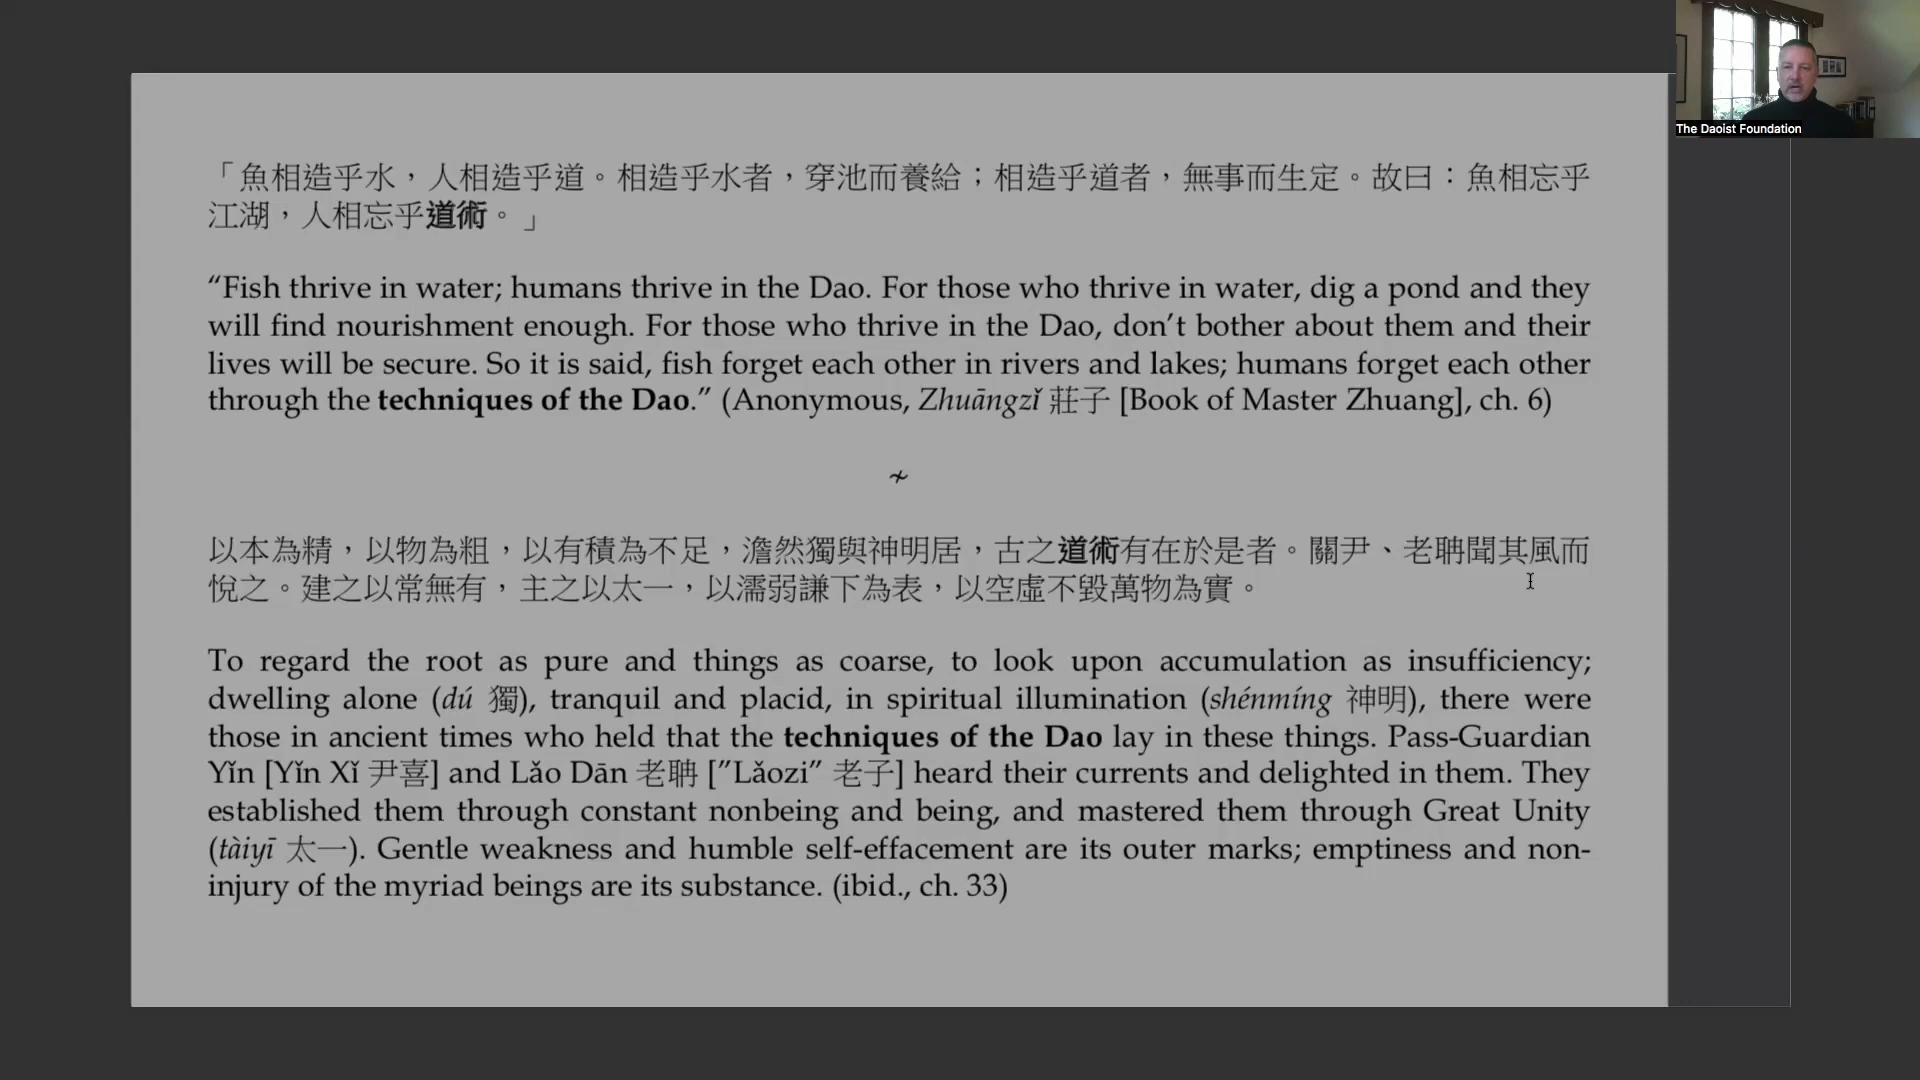 The Daoist Foundation
「魚相造乎水，人相造乎道。相造乎水者，穿池而養給；相造乎道者，無事而生定。故曰：魚相忘乎
江湖，人相忘乎道術。」
“Fish thrive in water; humans thrive in the Dao. For those who thrive in water, dig a pond and they
will find nourishment enough. For those who thrive in the Dao, don’t bother about them and their
lives will be secure. So it is said, fish forget each other in rivers and lakes; humans forget each other
through the techniques of the Dao.” (Anonymous, Zhuāngzǐ 莊子 [Book of Master Zhuang], ch. 6)
~
以本為精，以物為粗，以有積為不足，澹然獨與神明居，古之道術有在於是者。關尹、老聃聞其風而
悅之。建之以常無有，主之以太一，以濡弱謙下為表，以空虛不毀萬物為實。
To regard the root as pure and things as coarse, to look upon accumulation as insufficiency;
dwelling alone (dú 獨), tranquil and placid, in spiritual illumination (shénmíng 神明), there were
those in ancient times who held that the techniques of the Dao lay in these things. Pass-Guardian
Yǐn [Yǐn Xǐ 尹喜] and Lǎo Dān 老聃 [”Lǎozi” 老子] heard their currents and delighted in them. They
established them through constant nonbeing and being, and mastered them through Great Unity
(tàiyī 太一). Gentle weakness and humble self-effacement are its outer marks; emptiness and non-
injury of the myriad beings are its substance. (ibid., ch. 33)